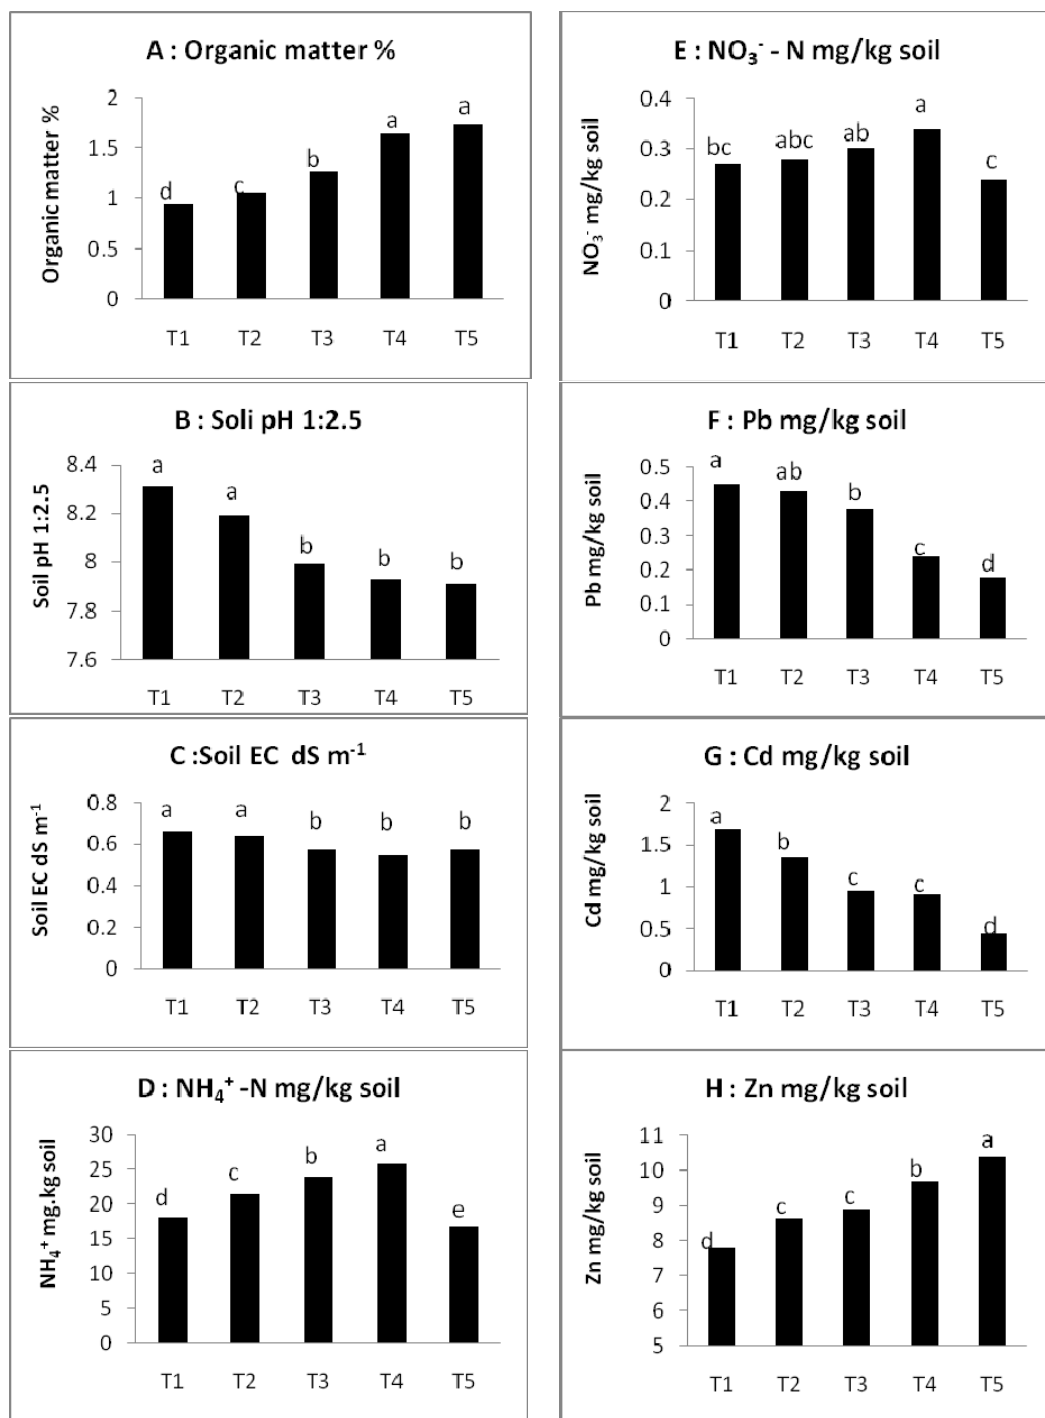 A : Organic matter %
Organic matter %
2
1.5
1
0.5
0
d
c
b
a
a
T1 T2 T3 T4 T5
B : Soli pH 1:2.5
Soil pH 1:2.5
8.4
8.2
8
7.8
7.6
a
a
b
b
b
T1 T2 T3 T4 T5
C :Soil EC dS m⁻¹
Soil EC dS m⁻¹
0.8
0.6
0.4
0.2
0
a
a
b
b
b
T1 T2 T3 T4 T5
D : NH₄⁺ -N mg/kg soil
NH₄⁺ mg.kg soil
30
25
20
15
10
5
0
d
c
b
a
e
T1 T2 T3 T4 T5
E : NO₃⁻ - N mg/kg soil
NO₃⁻ mg/kg soil
0.4
0.3
0.2
0.1
0
bc
abc
ab
a
c
T1 T2 T3 T4 T5
F : Pb mg/kg soil
Pb mg/kg soil
0.5
0.4
0.3
0.2
0.1
0
a
ab
b
c
d
T1 T2 T3 T4 T5
G : Cd mg/kg soil
Cd mg/kg soil
2
1.5
1
0.5
0
a
b
c
c
d
T1 T2 T3 T4 T5
H : Zn mg/kg soil
Zn mg/kg soil
11
10
9
8
7
6
5
d
c
c
b
a
T1 T2 T3 T4 T5